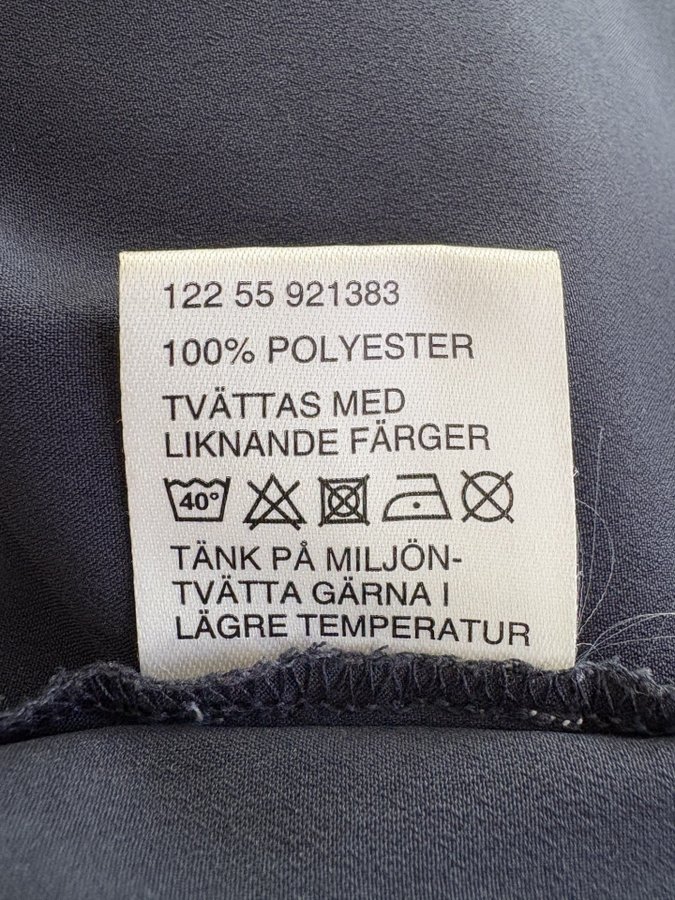 122 55 921383
100% POLYESTER
TVÄTTAS MED
LIKNANDE FÄRGER
40°
TÄNK PÅ MILJÖN-
TVÄTTA GÄRNA I
LÄGRE TEMPERATUR